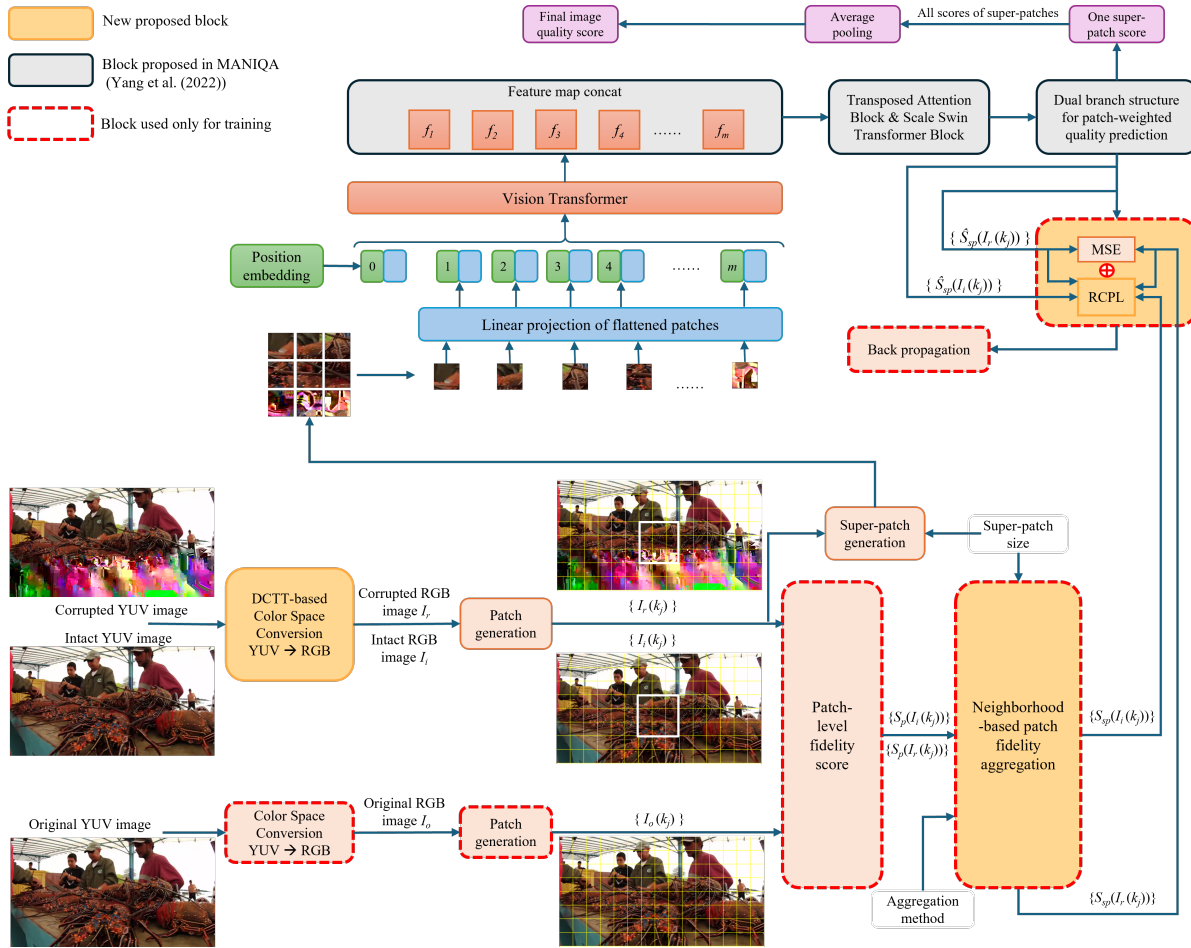 New proposed block
Block proposed in MANIQA
(Yang et al. (2022))
Block used only for training
Final image
quality score
Average
pooling
All scores of super-patches
One super-
patch score
Feature map concat
f₁ f₂ f₃ f₄ …… fₘ
Transposed Attention
Block & Scale Swin
Transformer Block
Dual branch structure
for patch-weighted
quality prediction
Vision Transformer
Position
embedding
0 1 2 3 4 …… m
Linear projection of flattened patches
……
{ Ŝₛₚ(Iᵣ(kⱼ)) }
{ Ŝₛₚ(Iᵢ(kⱼ)) }
MSE
RCPL
Back propagation
Corrupted YUV image
Intact YUV image
DCTT-based
Color Space
Conversion
YUV → RGB
Corrupted RGB
image Iᵣ
Intact RGB
image Iᵢ
Patch
generation
{ Iᵣ(kⱼ) }
{ Iᵢ(kⱼ) }
Super-patch
generation
Super-patch
size
Patch-
level
fidelity
score
{Sₚ(Iᵢ(kⱼ))}
{Sₚ(Iᵣ(kⱼ))}
Neighborhood
-based patch
fidelity
aggregation
{Sₛₚ(Iᵢ(kⱼ))}
Original YUV image
Color Space
Conversion
YUV → RGB
Original RGB
image Iₒ
Patch
generation
{ Iₒ(kⱼ) }
Aggregation
method
{Sₛₚ(Iᵣ(kⱼ))}